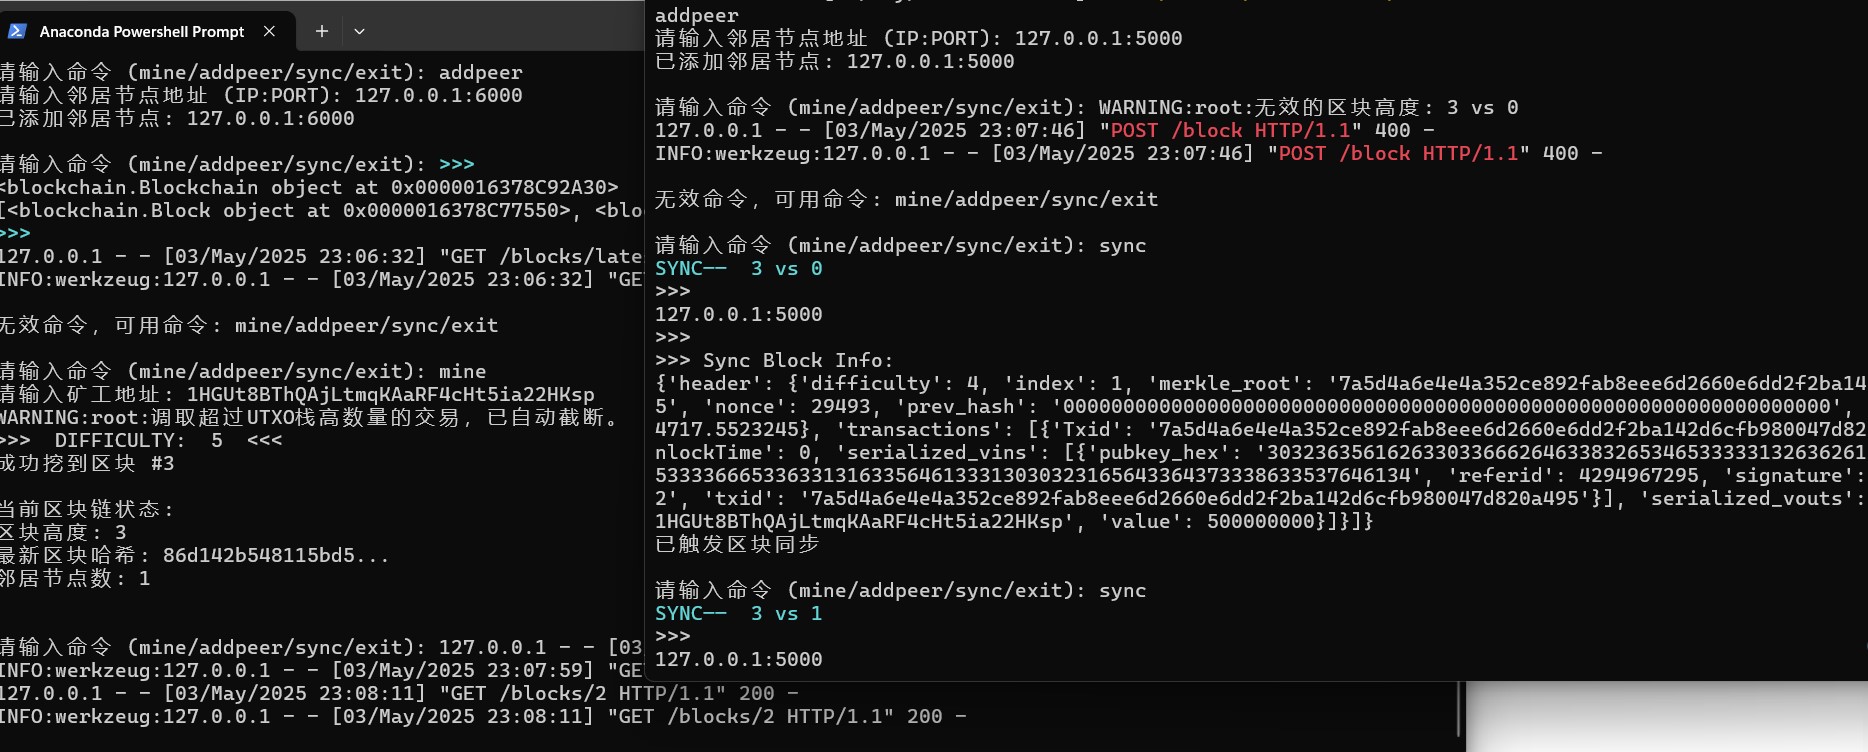 Anaconda Powershell Prompt
请输入命令 (mine/addpeer/sync/exit): addpeer
请输入邻居节点地址 (IP:PORT): 127.0.0.1:6000
已添加邻居节点: 127.0.0.1:6000
请输入命令 (mine/addpeer/sync/exit): >>>
<blockchain.Blockchain object at 0x0000016378C92A30>
[<blockchain.Block object at 0x0000016378C77550>, <blo
>>>
127.0.0.1 - - [03/May/2025 23:06:32] "GET /blocks/late
INFO:werkzeug:127.0.0.1 - - [03/May/2025 23:06:32] "GE
无效命令，可用命令: mine/addpeer/sync/exit
请输入命令 (mine/addpeer/sync/exit): mine
请输入矿工地址: 1HGUt8BThQAjLtmqKAaRF4cHt5ia22HKsp
WARNING:root:调取超过UTXO栈高数量的交易，已自动截断。
>>>  DIFFICULTY:  5  <<<
成功挖到区块 #3
当前区块链状态:
区块高度: 3
最新区块哈希: 86d142b548115bd5...
邻居节点数: 1
请输入命令 (mine/addpeer/sync/exit): 127.0.0.1 - - [03
INFO:werkzeug:127.0.0.1 - - [03/May/2025 23:07:59] "GE
127.0.0.1 - - [03/May/2025 23:08:11] "GET /blocks/2 HTTP/1.1" 200 -
INFO:werkzeug:127.0.0.1 - - [03/May/2025 23:08:11] "GET /blocks/2 HTTP/1.1" 200 -
addpeer
请输入邻居节点地址 (IP:PORT): 127.0.0.1:5000
已添加邻居节点: 127.0.0.1:5000
请输入命令 (mine/addpeer/sync/exit): WARNING:root:无效的区块高度: 3 vs 0
127.0.0.1 - - [03/May/2025 23:07:46] "POST /block HTTP/1.1" 400 -
INFO:werkzeug:127.0.0.1 - - [03/May/2025 23:07:46] "POST /block HTTP/1.1" 400 -
无效命令，可用命令: mine/addpeer/sync/exit
请输入命令 (mine/addpeer/sync/exit): sync
SYNC--  3 vs 0
>>>
127.0.0.1:5000
>>>
>>> Sync Block Info:
{'header': {'difficulty': 4, 'index': 1, 'merkle_root': '7a5d4a6e4e4a352ce892fab8eee6d2660e6dd2f2ba14
5', 'nonce': 29493, 'prev_hash': '0000000000000000000000000000000000000000000000000000000000000000',
4717.5523245}, 'transactions': [{'Txid': '7a5d4a6e4e4a352ce892fab8eee6d2660e6dd2f2ba142d6cfb980047d82
nlockTime': 0, 'serialized_vins': [{'pubkey_hex': '30323635616263303366626463383265346533333132636261
5333366653363313163356461333130303231656433643733386335376461 34', 'referid': 4294967295, 'signature':
2', 'txid': '7a5d4a6e4e4a352ce892fab8eee6d2660e6dd2f2ba142d6cfb980047d820a495'}], 'serialized_vouts':
1HGUt8BThQAjLtmqKAaRF4cHt5ia22HKsp', 'value': 500000000}]}]}
已触发区块同步
请输入命令 (mine/addpeer/sync/exit): sync
SYNC--  3 vs 1
>>>
127.0.0.1:5000